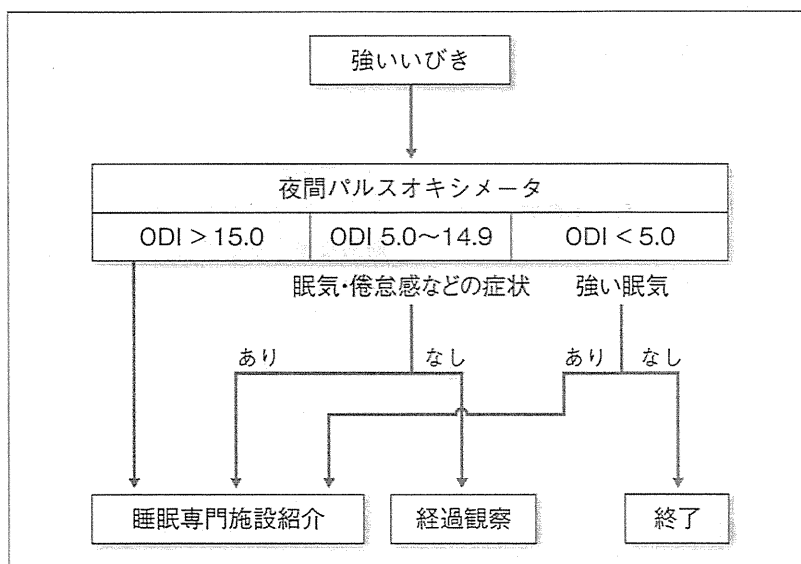 強いいびき
夜間パルスオキシメータ
ODI > 15.0
ODI 5.0～14.9
ODI < 5.0
眠気・倦怠感などの症状
強い眠気
あり
なし
あり
なし
睡眠専門施設紹介
経過観察
終了